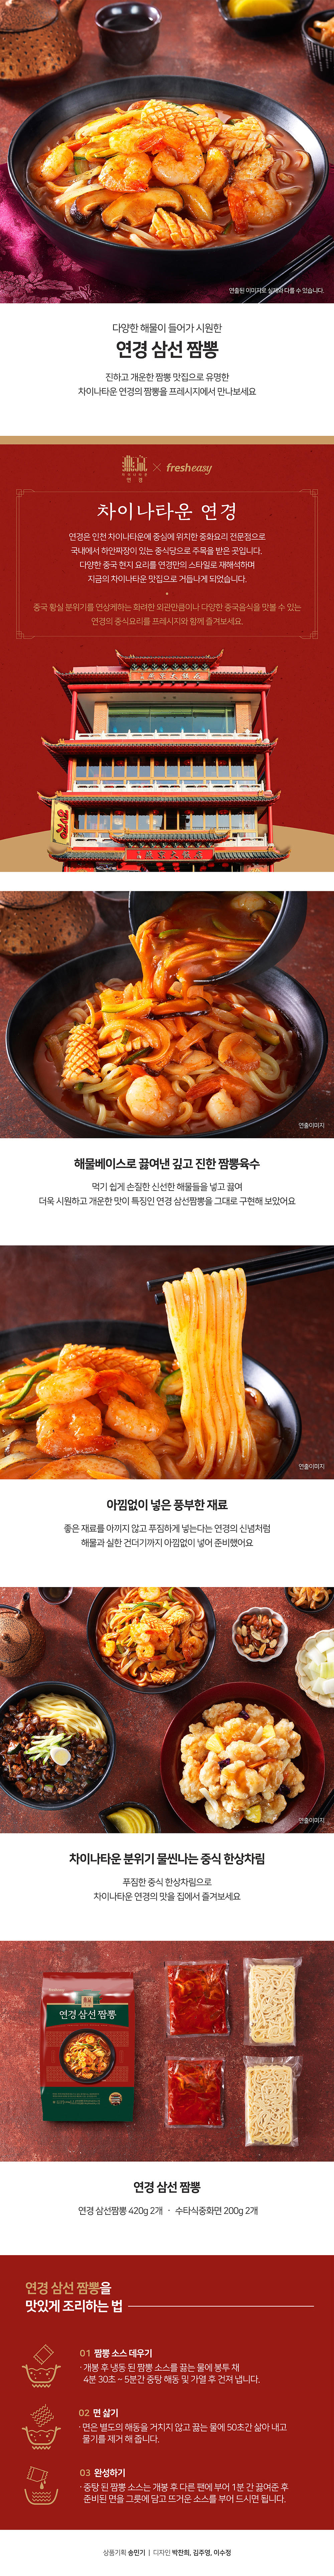 연출된 이미지로 실제와 다를 수 있습니다.
다양한 해물이 들어가 시원한
연경 삼선 짬뽕
진하고 개운한 짬뽕 맛집으로 유명한
차이나타운 연경의 짬뽕을 프레시지에서 만나보세요
연경
fresheasy
차이나타운 연경
연경은 인천 차이나타운에 중심에 위치한 중화요리 전문점으로
국내에서 하얀짜장이 있는 중식당으로 주목을 받은 곳입니다.
다양한 중국 현지 요리를 연경만의 스타일로 재해석하며
지금의 차이나타운 맛집으로 거듭나게 되었습니다.
중국 황실 분위기를 연상케하는 화려한 외관만큼이나 다양한 중국음식을 맛볼 수 있는
연경의 중식요리를 프레시지와 함께 즐겨보세요.
연출이미지
해물베이스로 끓여낸 깊고 진한 짬뽕육수
먹기 쉽게 손질한 신선한 해물들을 넣고 끓여
더욱 시원하고 개운한 맛이 특징인 연경 삼선짬뽕을 그대로 구현해 보았어요
연출이미지
아낌없이 넣은 풍부한 재료
좋은 재료를 아끼지 않고 푸짐하게 넣는다는 연경의 신념처럼
해물과 실한 건더기까지 아낌없이 넣어 준비했어요
연출이미지
차이나타운 분위기 물씬나는 중식 한상차림
푸짐한 중식 한상차림으로
차이나타운 연경의 맛을 집에서 즐겨보세요
연경 삼선 짬뽕
연경 삼선 짬뽕
연경 삼선짬뽕 420g 2개 · 수타식중화면 200g 2개
연경 삼선 짬뽕을
맛있게 조리하는 법
01 짬뽕 소스 데우기
· 개봉 후 냉동 된 짬뽕 소스를 끓는 물에 봉투 채
4분 30초 ~ 5분간 중탕 해동 및 가열 후 건져 냅니다.
02 면 삶기
· 면은 별도의 해동을 거치지 않고 끓는 물에 50초간 삶아 내고
물기를 제거 해 줍니다.
03 완성하기
· 중탕 된 짬뽕 소스는 개봉 후 다른 팬에 부어 1분 간 끓여준 후
준비된 면을 그릇에 담고 뜨거운 소스를 부어 드시면 됩니다.
상품기획 송민기 | 디자인 박찬희, 김주영, 이수정